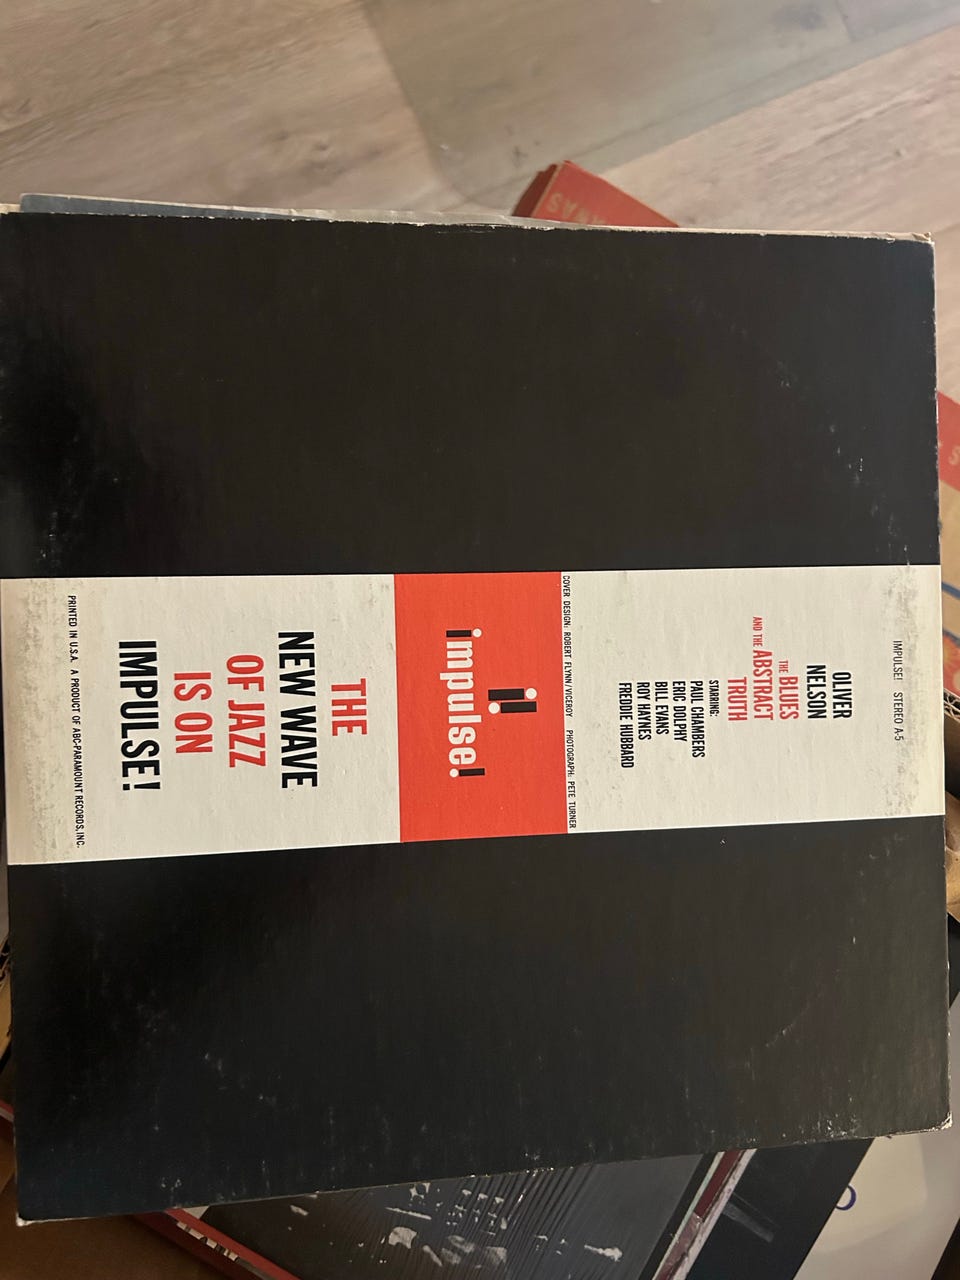 IMPULSE! STEREO A-5
OLIVER
NELSON
THE BLUES
AND THE ABSTRACT
TRUTH
STARRING:
PAUL CHAMBERS
ERIC DOLPHY
BILL EVANS
ROY HAYNES
FREDDIE HUBBARD
COVER DESIGN: ROBERT FLYNN/VICEROY PHOTOGRAPH: PETE TURNER
impulse!
THE
NEW WAVE
OF JAZZ
IS ON
IMPULSE!
PRINTED IN U.S.A. A PRODUCT OF ABC-PARAMOUNT RECORDS, INC.